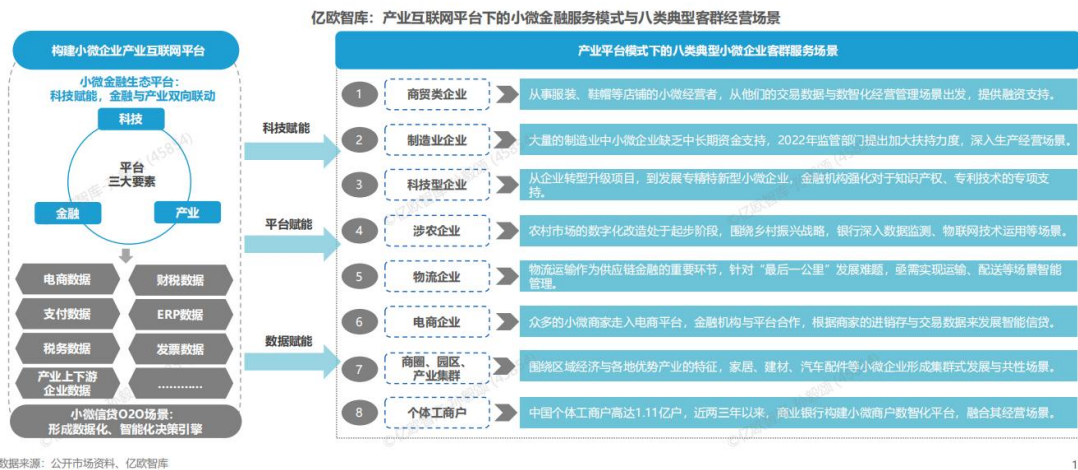 亿欧智库：产业互联网平台下的小微金融服务模式与八类典型客群经营场景
构建小微企业产业互联网平台
小微金融生态平台：
科技赋能，金融与产业双向联动
科技
平台
三大要素
金融
产业
电商数据
财税数据
支付数据
ERP数据
税务数据
发票数据
产业上下游
企业数据
…………
小微信贷O2O场景：
形成数据化、智能化决策引擎
科技赋能
平台赋能
数据赋能
产业平台模式下的八类典型小微企业客群服务场景
1
商贸类企业
从事服装、鞋帽等店铺的小微经营者，从他们的交易数据与数智化经营管理场景出发，提供融资支持。
2
制造业企业
大量的制造业中小微企业缺乏中长期资金支持，2022年监管部门提出加大扶持力度，深入生产经营场景。
3
科技型企业
从企业转型升级项目，到发展专精特新型小微企业，金融机构强化对于知识产权、专利技术的专项支
持。
4
涉农企业
农村市场的数字化改造处于起步阶段，围绕乡村振兴战略，银行深入数据监测、物联网技术运用等场景。
5
物流企业
物流运输作为供应链金融的重要环节，针对“最后一公里”发展难题，亟需实现运输、配送等场景智能
管理。
6
电商企业
众多的小微商家走入电商平台，金融机构与平台合作，根据商家的进销存与交易数据来发展智能信贷。
7
商圈、园区、
产业集群
围绕区域经济与各地优势产业的特征，家居、建材、汽车配件等小微企业形成集群式发展与共性场景。
8
个体工商户
中国个体工商户高达1.11亿户，近两三年以来，商业银行构建小微商户数智化平台，融合其经营场景。
数据来源：公开市场资料、亿欧智库
1